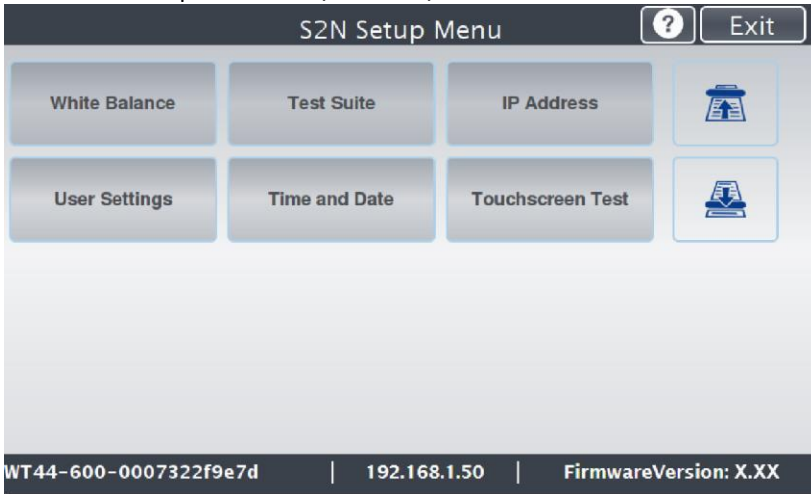 S2N Setup Menu ? Exit
White Balance Test Suite IP Address
User Settings Time and Date Touchscreen Test
WT44-600-0007322f9e7d | 192.168.1.50 | FirmwareVersion: X.XX